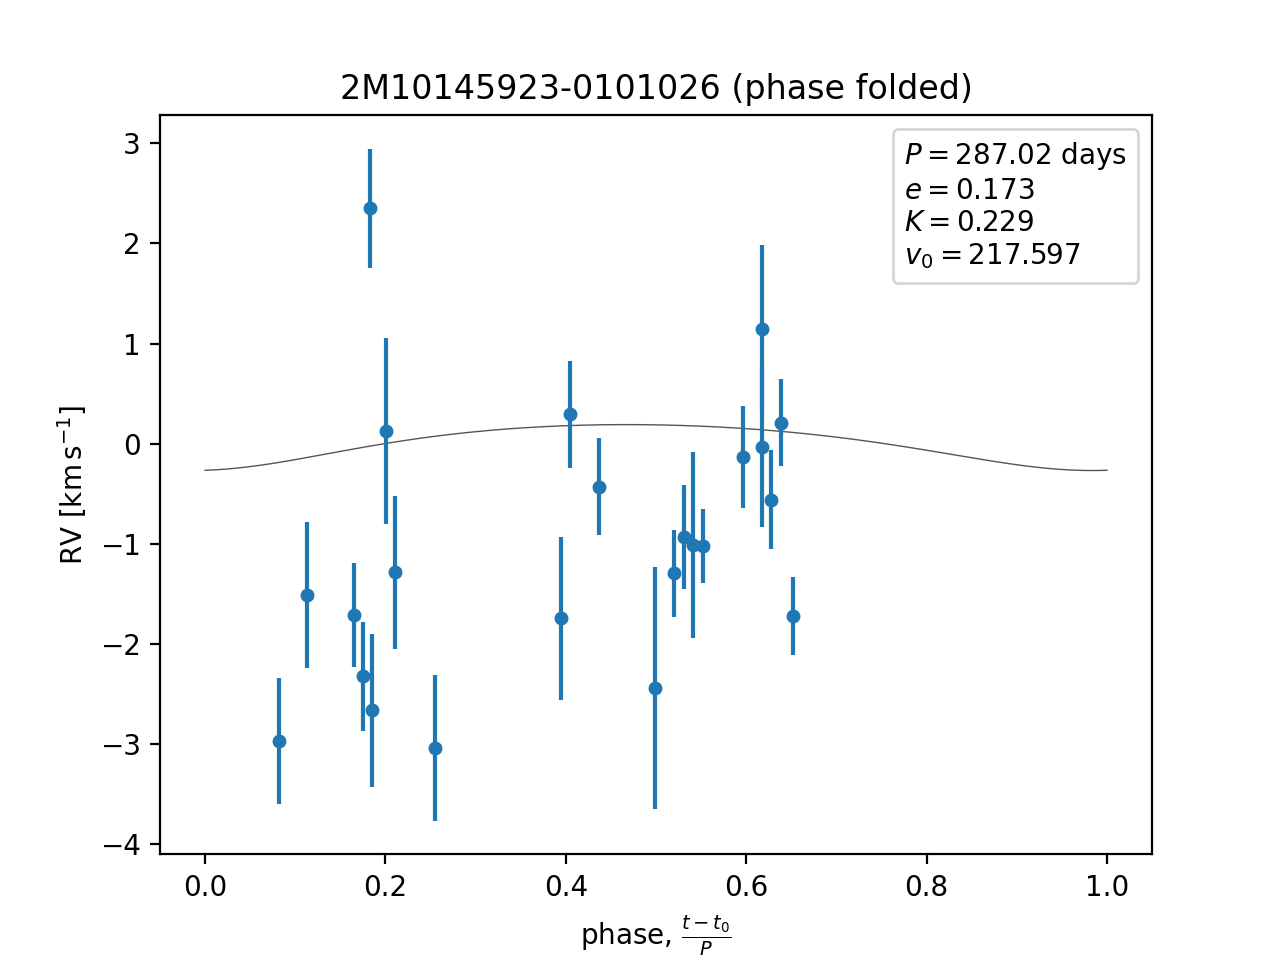 2M10145923-0101026 (phase folded)
P = 287.02 days
e = 0.173
K = 0.229
v₀ = 217.597
3
2
1
0
−1
−2
−3
−4
RV [km s⁻¹]
0.0 0.2 0.4 0.6 0.8 1.0
phase, (t − t₀)/P